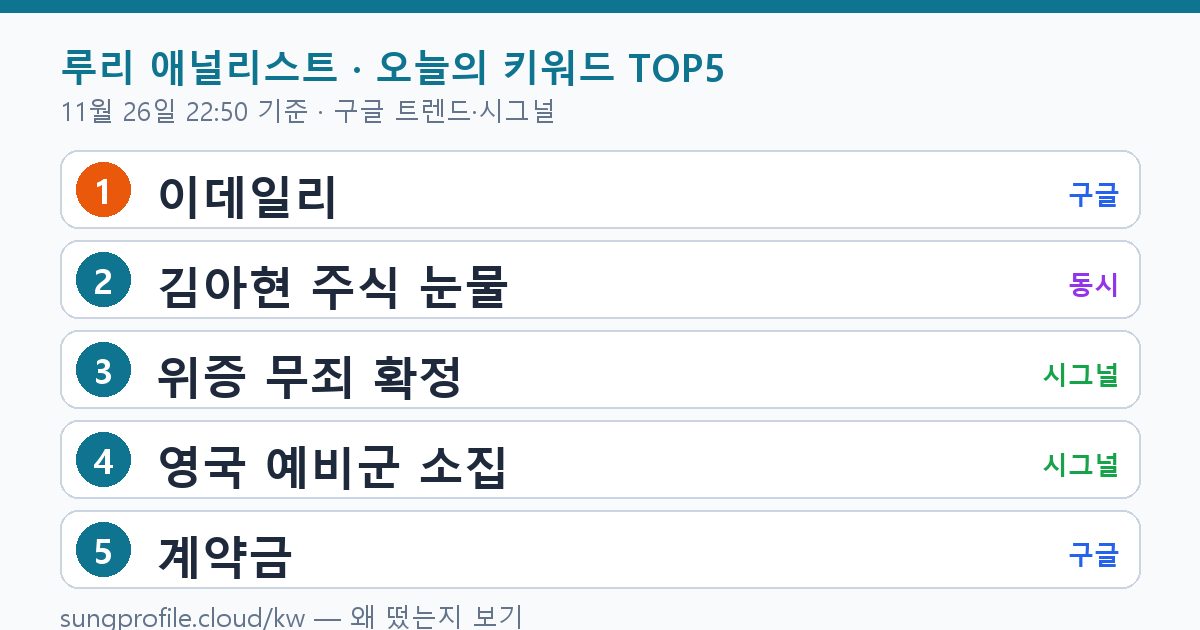 루리 애널리스트 · 오늘의 키워드 TOP5
11월 26일 22:50 기준 · 구글 트렌드·시그널
1 이데일리 구글
2 김아현 주식 눈물 동시
3 위증 무죄 확정 시그널
4 영국 예비군 소집 시그널
5 계약금 구글
sungprofile.cloud/kw — 왜 떴는지 보기